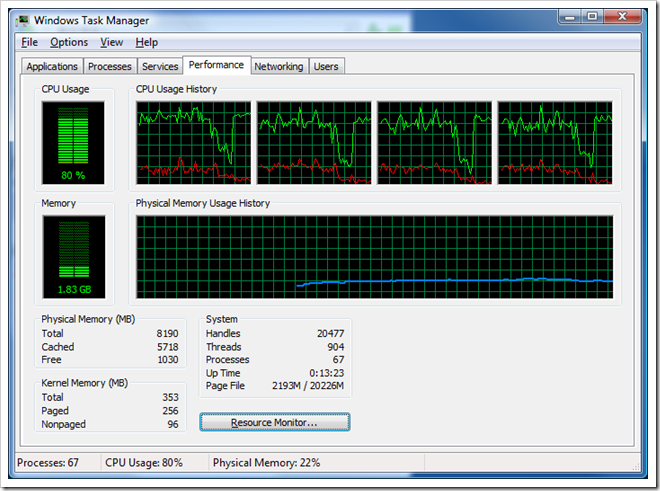 Windows Task Manager
File Options View Help
Applications Processes Services Performance Networking Users
CPU Usage CPU Usage History
80 %
Memory Physical Memory Usage History
1.83 GB
Physical Memory (MB)
Total 8190
Cached 5718
Free 1030
Kernel Memory (MB)
Total 353
Paged 256
Nonpaged 96
System
Handles 20477
Threads 904
Processes 67
Up Time 0:13:23
Page File 2193M / 20226M
Resource Monitor...
Processes: 67 CPU Usage: 80% Physical Memory: 22%